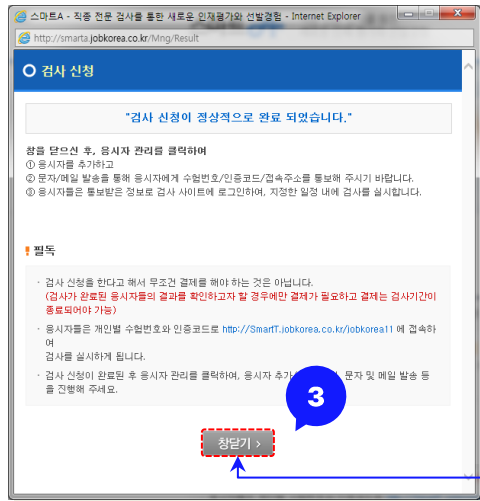 스마트A - 직종 전문 검사를 통한 새로운 인재평가와 선발경험 - Internet Explorer
http://smarta.jobkorea.co.kr/Mng/Result
검사 신청
"검사 신청이 정상적으로 완료 되었습니다."
창을 닫으신 후, 응시자 관리를 클릭하여
① 응시자를 추가하고
② 문자/메일 발송을 통해 응시자에게 수험번호/인증코드/접속주소를 통보해 주시기 바랍니다.
③ 응시자들은 통보받은 정보로 검사 사이트에 로그인하여, 지정한 일정 내에 검사를 실시합니다.
필독
· 검사 신청을 한다고 해서 무조건 결제를 해야 하는 것은 아닙니다.
(검사가 완료된 응시자들의 결과를 확인하고자 할 경우에만 결제가 필요하고 결제는 검사기간이
종료되어야 가능)
· 응시자들은 개인별 수험번호와 인증코드로 http://SmartT.jobkorea.co.kr/jobkorea11 에 접속하
여
검사를 실시하게 됩니다.
· 검사 신청이 완료된 후 응시자 관리를 클릭하여, 응시자 추가 문자 및 메일 발송 등
을 진행해 주세요.
3
창닫기 >